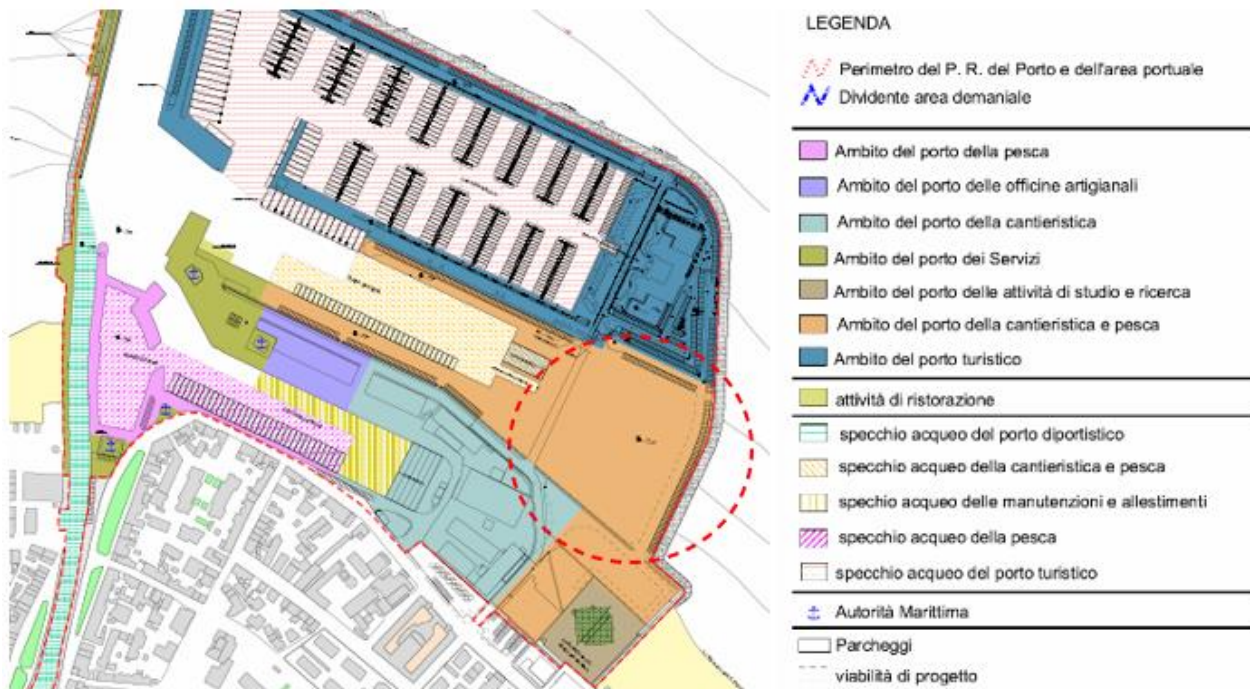 LEGENDA
Perimetro del P. R. del Porto e dell'area portuale
Dividente area demaniale
Ambito del porto della pesca
Ambito del porto delle officine artigianali
Ambito del porto della cantieristica
Ambito del porto dei Servizi
Ambito del porto delle attività di studio e ricerca
Ambito del porto della cantieristica e pesca
Ambito del porto turistico
attività di ristorazione
specchio acqueo del porto diportistico
specchio acqueo della cantieristica e pesca
spechio acqueo delle manutenzioni e allestimenti
specchio acqueo della pesca
specchio acqueo del porto turistico
Autorità Marittima
Parcheggi
viabilità di progetto